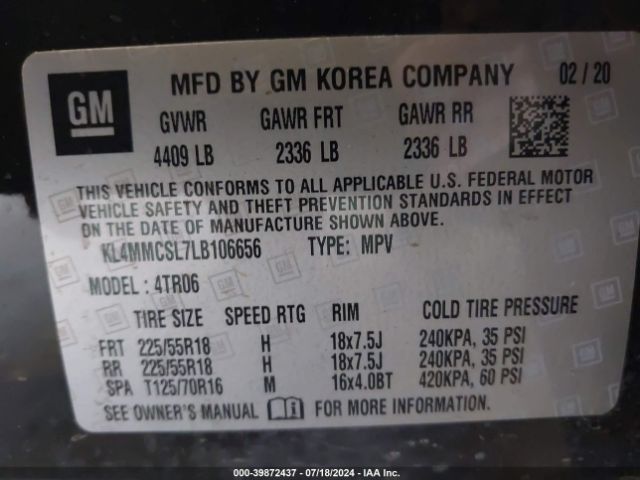 GM
MFD BY GM KOREA COMPANY 02 / 20
GVWR GAWR FRT GAWR RR
4409 LB 2336 LB 2336 LB
THIS VEHICLE CONFORMS TO ALL APPLICABLE U.S. FEDERAL MOTOR
VEHICLE SAFETY AND THEFT PREVENTION STANDARDS IN EFFECT
ON THE DATE OF MANUFACTURE SHOWN ABOVE.
KL4MMCSL7LB106656 TYPE: MPV
MODEL : 4TR06
TIRE SIZE SPEED RTG RIM COLD TIRE PRESSURE
FRT 225/55R18 H 18x7.5J 240KPA, 35 PSI
RR 225/55R18 H 18x7.5J 240KPA, 35 PSI
SPA T125/70R16 M 16x4.0BT 420KPA, 60 PSI
SEE OWNER'S MANUAL FOR MORE INFORMATION.
000-39872437 - 07/18/2024 - IAA Inc.